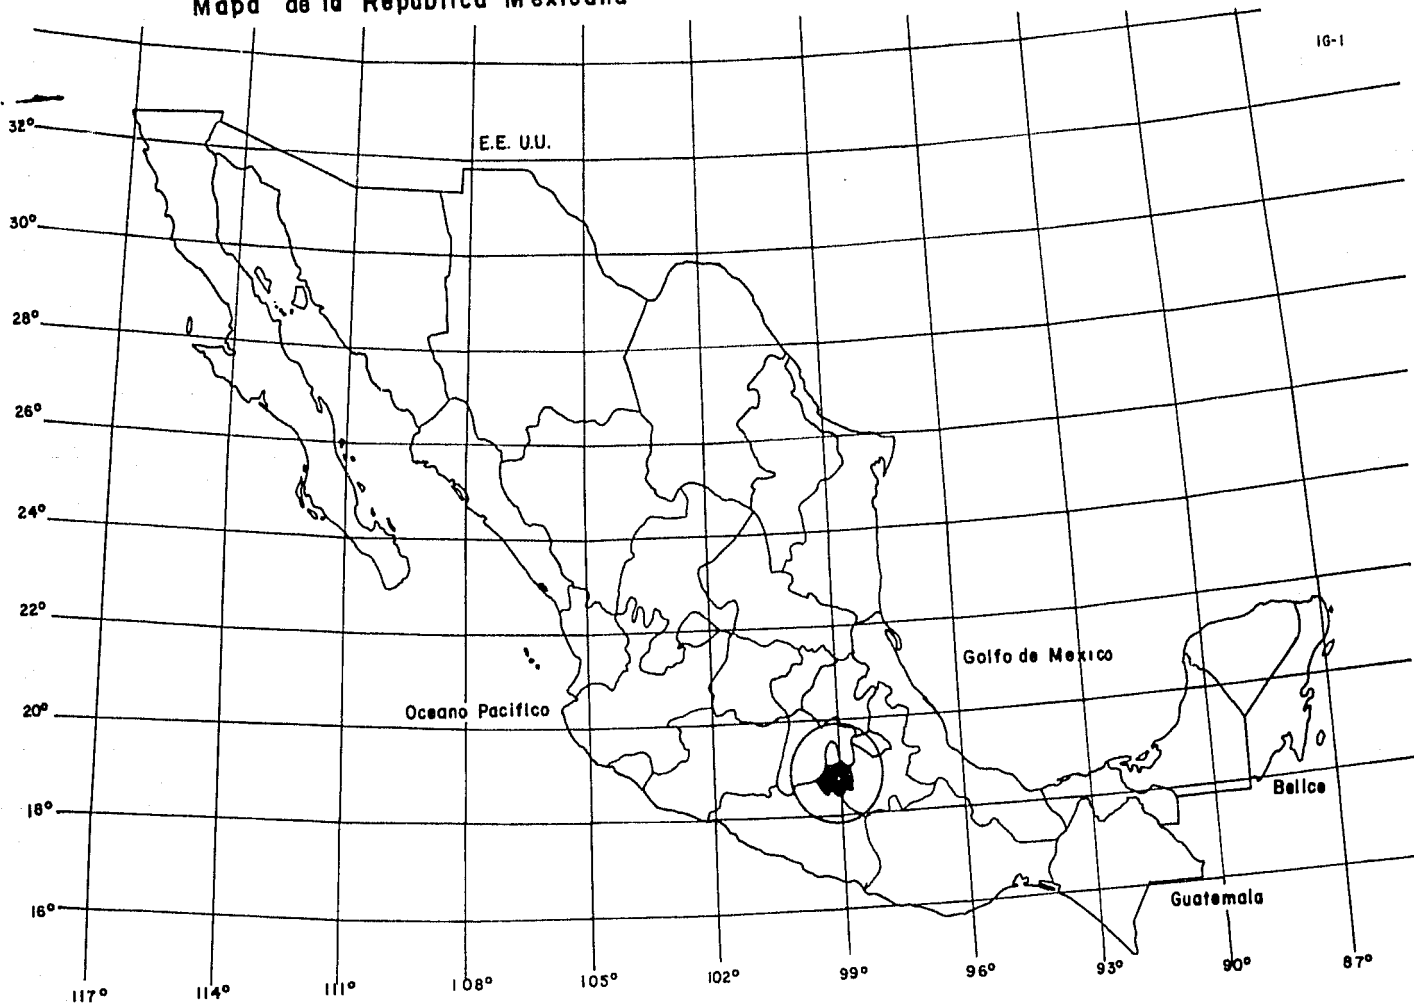 Mapa de la Republica Mexicana
IG-1
32°
E.E. U.U.
30°
28°
26°
24°
22°
Golfo de Mexico
20°
Oceano Pacifico
18°
Belice
16°
Guatemala
117°
114°
111°
108°
105°
102°
99°
96°
93°
90°
87°